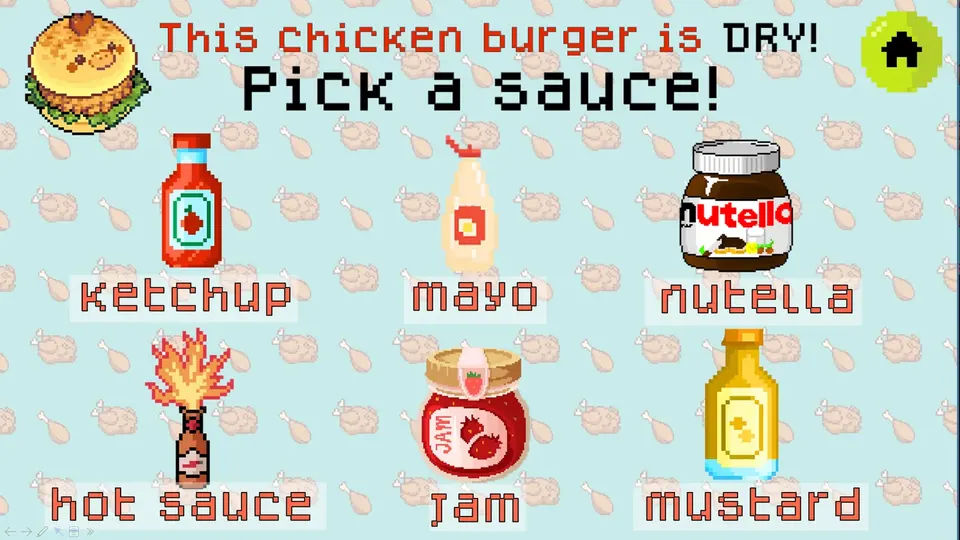 This chicken burger is DRY!
Pick a sauce!
nutella
ketchup
mayo
nutella
JAM
hot sauce
jam
mustard